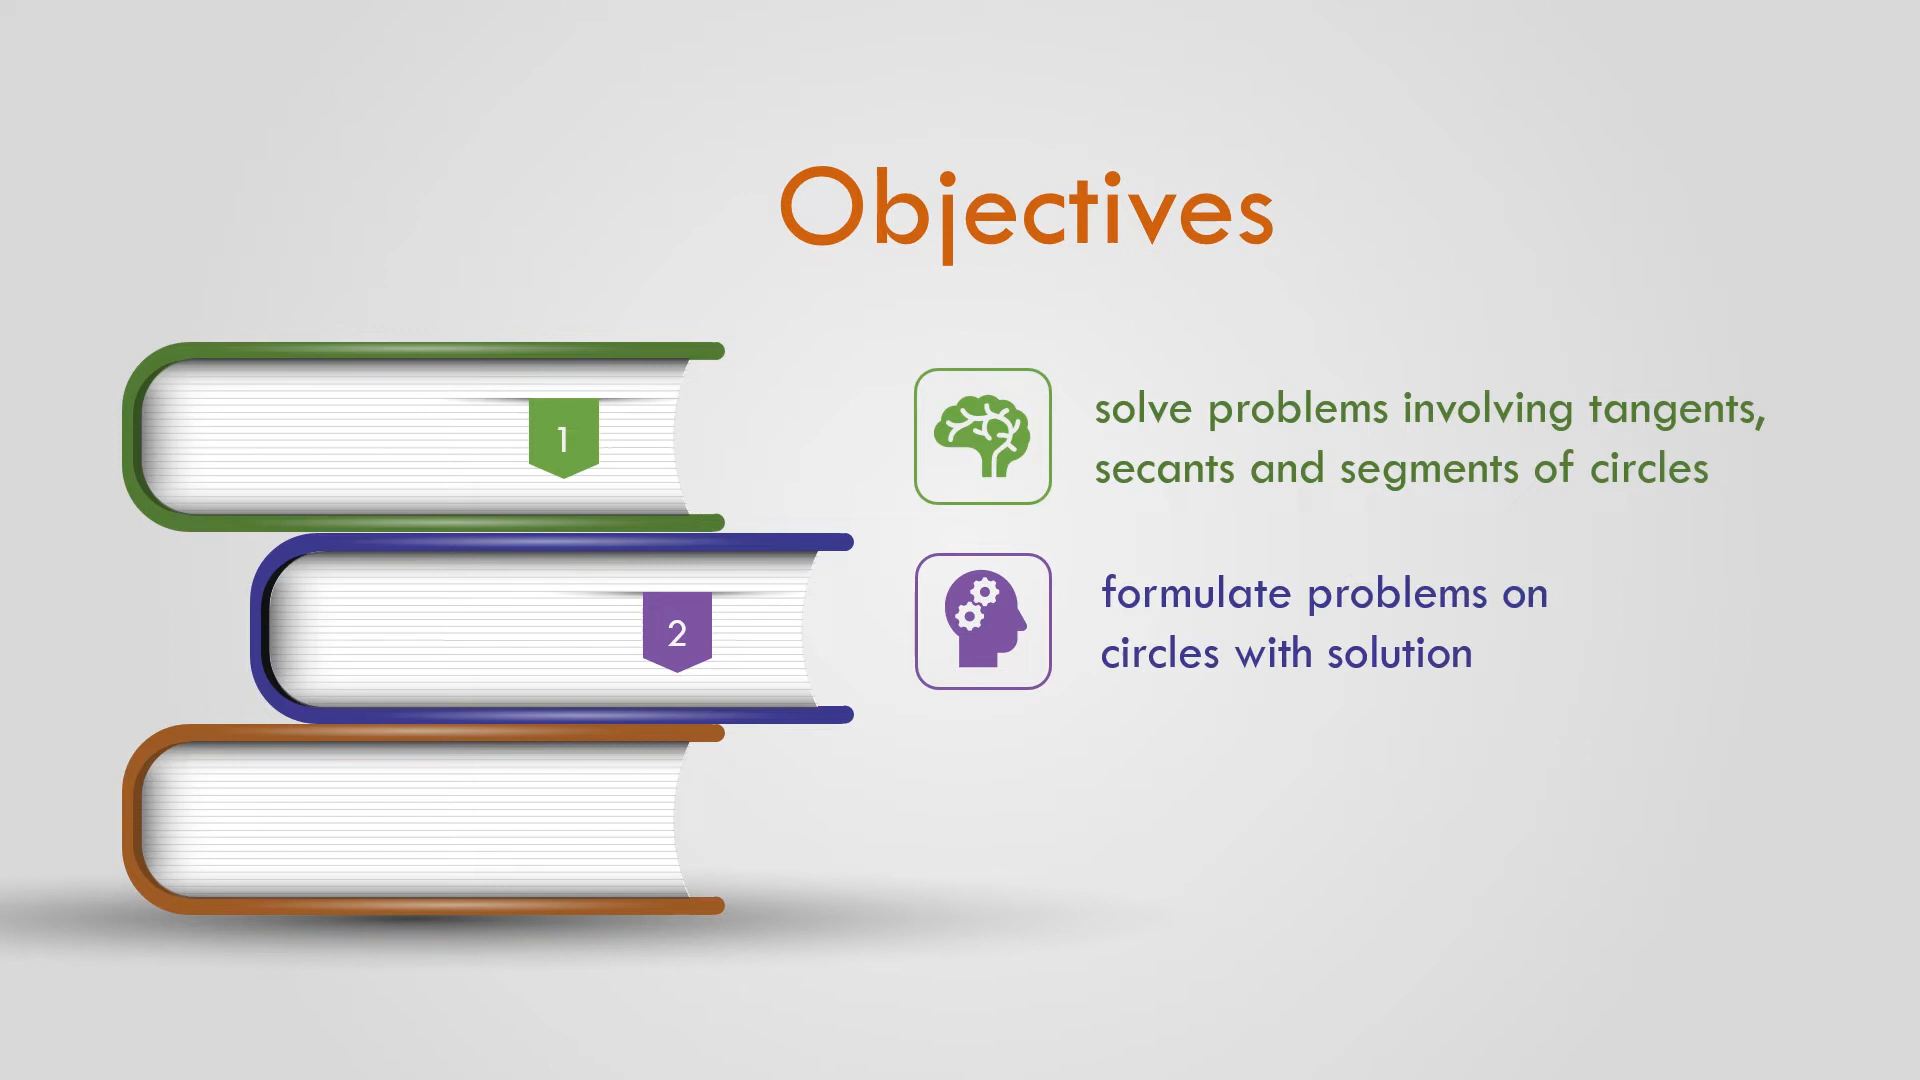 Objectives
1
solve problems involving tangents,
secants and segments of circles
2
formulate problems on
circles with solution